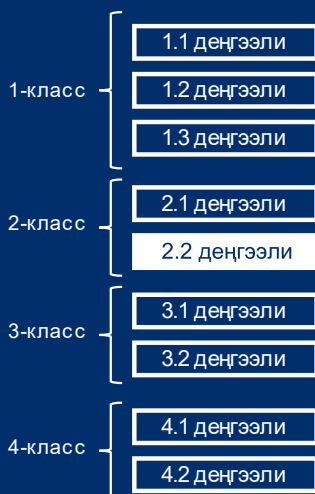 1-класс
1.1 деңгээли
1.2 деңгээли
1.3 деңгээли
2-класс
2.1 деңгээли
2.2 деңгээли
3-класс
3.1 деңгээли
3.2 деңгээли
4-класс
4.1 деңгээли
4.2 деңгээли